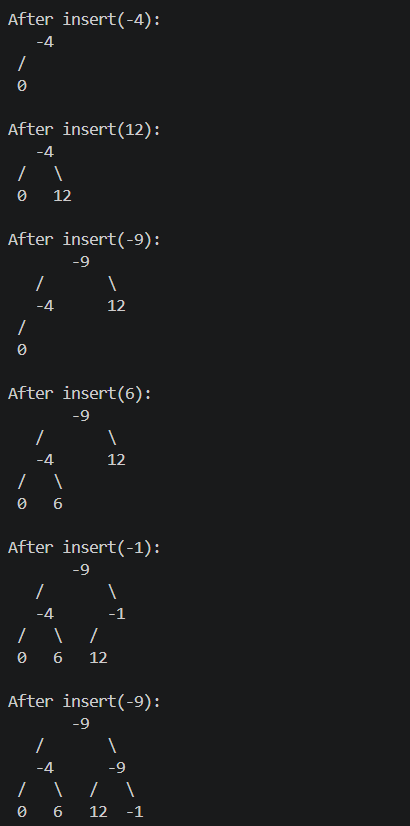 After insert(-4):
   -4
 /
 0

After insert(12):
   -4
 /   \
 0   12

After insert(-9):
       -9
   /       \
   -4      12
 /
 0

After insert(6):
       -9
   /       \
   -4      12
 /   \
 0   6

After insert(-1):
       -9
   /       \
   -4      -1
 /   \   /
 0   6   12

After insert(-9):
       -9
   /       \
   -4      -9
 /   \   /   \
 0   6   12  -1